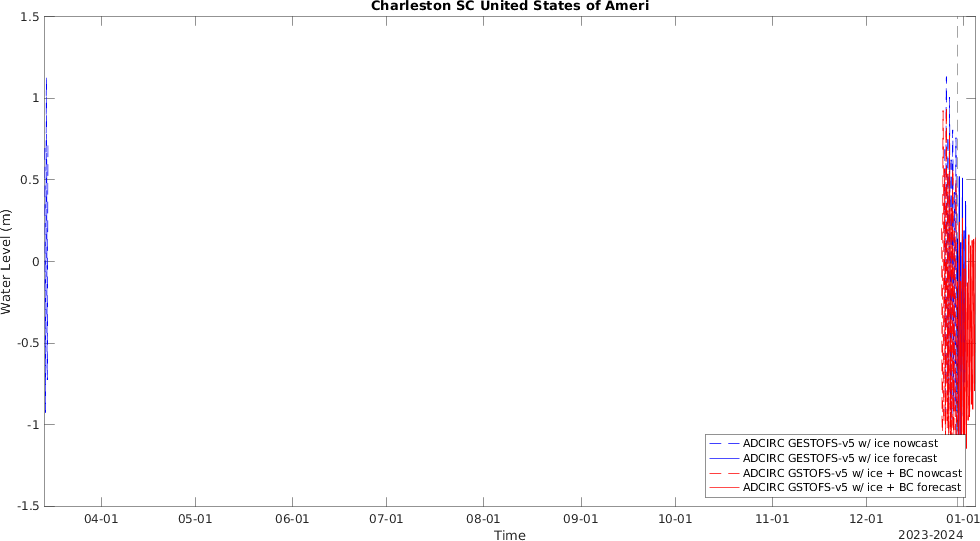 Charleston SC United States of Ameri
1.5
1
0.5
0
-0.5
-1
-1.5
Water Level (m)
ADCIRC GESTOFS-v5 w/ ice nowcast
ADCIRC GESTOFS-v5 w/ ice forecast
ADCIRC GSTOFS-v5 w/ ice + BC nowcast
ADCIRC GSTOFS-v5 w/ ice + BC forecast
04-01 05-01 06-01 07-01 08-01 09-01 10-01 11-01 12-01 01-01
Time
2023-2024